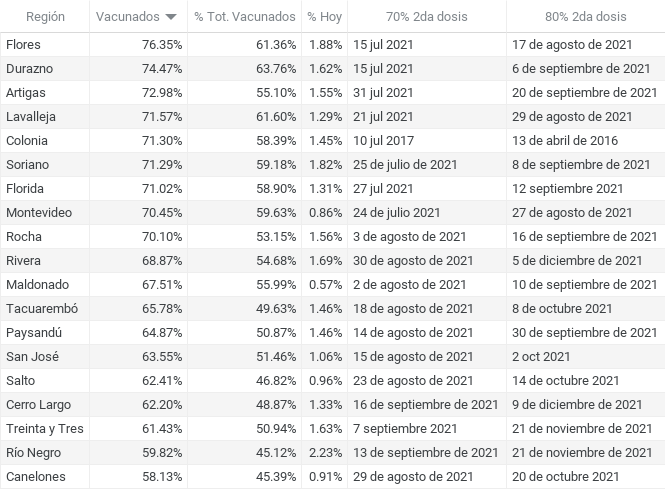 Región Vacunados % Tot. Vacunados % Hoy 70% 2da dosis 80% 2da dosis
Flores 76.35% 61.36% 1.88% 15 jul 2021 17 de agosto de 2021
Durazno 74.47% 63.76% 1.62% 15 jul 2021 6 de septiembre de 2021
Artigas 72.98% 55.10% 1.55% 31 jul 2021 20 de septiembre de 2021
Lavalleja 71.57% 61.60% 1.29% 21 jul 2021 29 de agosto de 2021
Colonia 71.30% 58.39% 1.45% 10 jul 2017 13 de abril de 2016
Soriano 71.29% 59.18% 1.82% 25 de julio de 2021 8 de septiembre de 2021
Florida 71.02% 58.90% 1.31% 27 jul 2021 12 septiembre 2021
Montevideo 70.45% 59.63% 0.86% 24 de julio 2021 27 de agosto de 2021
Rocha 70.10% 53.15% 1.56% 3 de agosto de 2021 16 de septiembre de 2021
Rivera 68.87% 54.68% 1.69% 30 de agosto de 2021 5 de diciembre de 2021
Maldonado 67.51% 55.99% 0.57% 2 de agosto de 2021 10 de septiembre de 2021
Tacuarembó 65.78% 49.63% 1.46% 18 de agosto de 2021 8 de octubre de 2021
Paysandú 64.87% 50.87% 1.46% 14 de agosto de 2021 30 de septiembre de 2021
San José 63.55% 51.46% 1.06% 15 de agosto de 2021 2 oct 2021
Salto 62.41% 46.82% 0.96% 23 de agosto de 2021 14 de octubre 2021
Cerro Largo 62.20% 48.87% 1.33% 16 de septiembre de 2021 9 de diciembre de 2021
Treinta y Tres 61.43% 50.94% 1.63% 7 septiembre 2021 21 de noviembre de 2021
Río Negro 59.82% 45.12% 2.23% 13 de septiembre de 2021 21 de noviembre de 2021
Canelones 58.13% 45.39% 0.91% 29 de agosto de 2021 20 de octubre de 2021